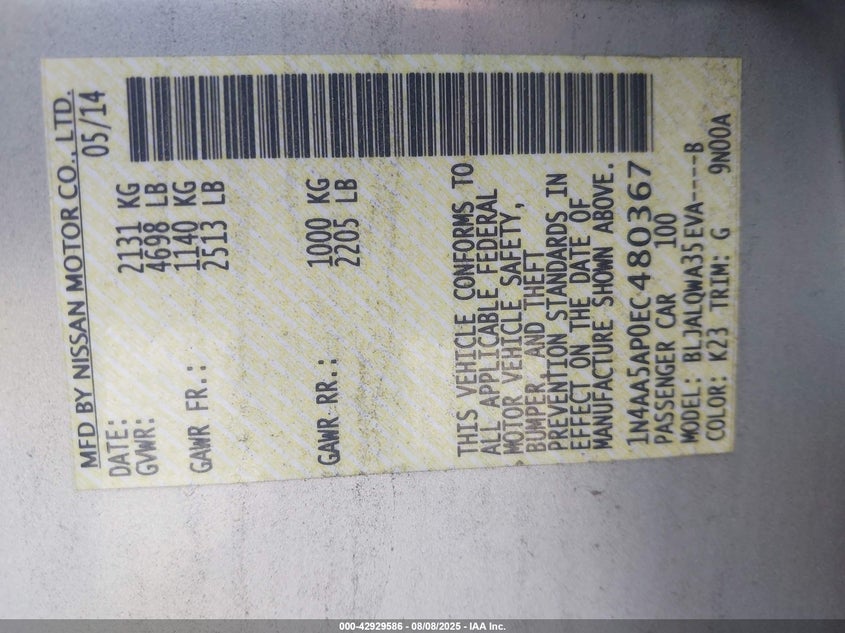 MFD BY NISSAN MOTOR CO., LTD.
DATE: 05/14
GVWR: 2131 KG
4698 LB
GAWR FR.: 1140 KG
2513 LB
GAWR RR.: 1000 KG
2205 LB
THIS VEHICLE CONFORMS TO
ALL APPLICABLE FEDERAL
MOTOR VEHICLE SAFETY,
BUMPER, AND THEFT
PREVENTION STANDARDS IN
EFFECT ON THE DATE OF
MANUFACTURE SHOWN ABOVE.
1N4AA5AP0EC480367
PASSENGER CAR 100
MODEL: BLJALQWA35EVA----B
COLOR: K23 TRIM: G 9N00A
000-42929586 - 08/08/2025 - IAA Inc.